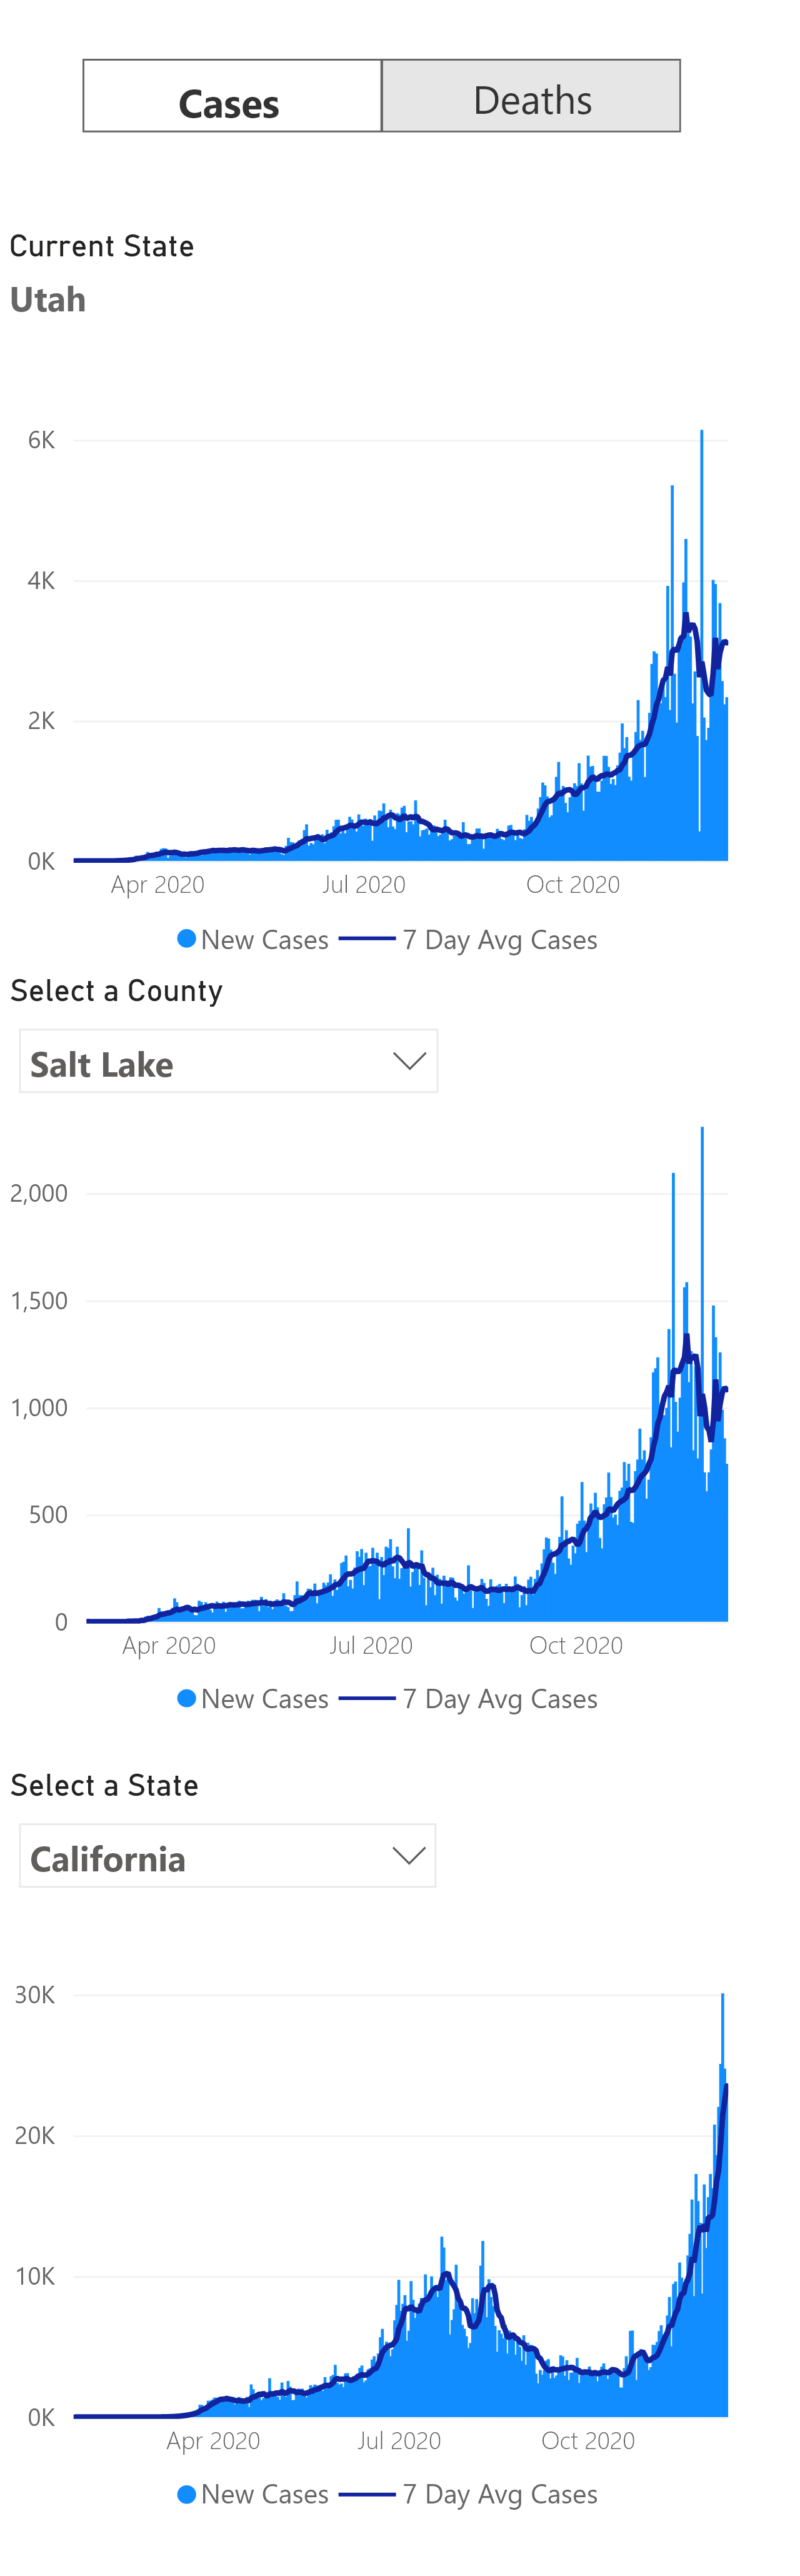 Cases Deaths
Current State
Utah
6K
4K
2K
0K
Apr 2020 Jul 2020 Oct 2020
New Cases 7 Day Avg Cases
Select a County
Salt Lake
2,000
1,500
1,000
500
0
Apr 2020 Jul 2020 Oct 2020
New Cases 7 Day Avg Cases
Select a State
California
30K
20K
10K
0K
Apr 2020 Jul 2020 Oct 2020
New Cases 7 Day Avg Cases